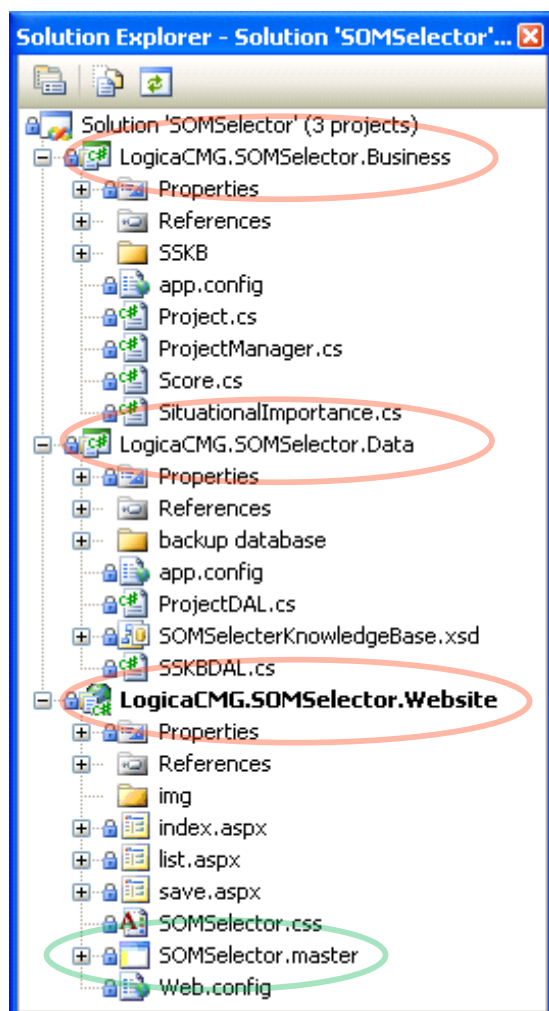 Solution Explorer - Solution 'SOMSelector'...
Solution 'SOMSelector' (3 projects)
LogicaCMG.SOMSelector.Business
Properties
References
SSKB
app.config
Project.cs
ProjectManager.cs
Score.cs
SituationalImportance.cs
LogicaCMG.SOMSelector.Data
Properties
References
backup database
app.config
ProjectDAL.cs
SOMSelecterKnowledgeBase.xsd
SSKBDAL.cs
LogicaCMG.SOMSelector.Website
Properties
References
img
index.aspx
list.aspx
save.aspx
SOMSelector.css
SOMSelector.master
Web.config